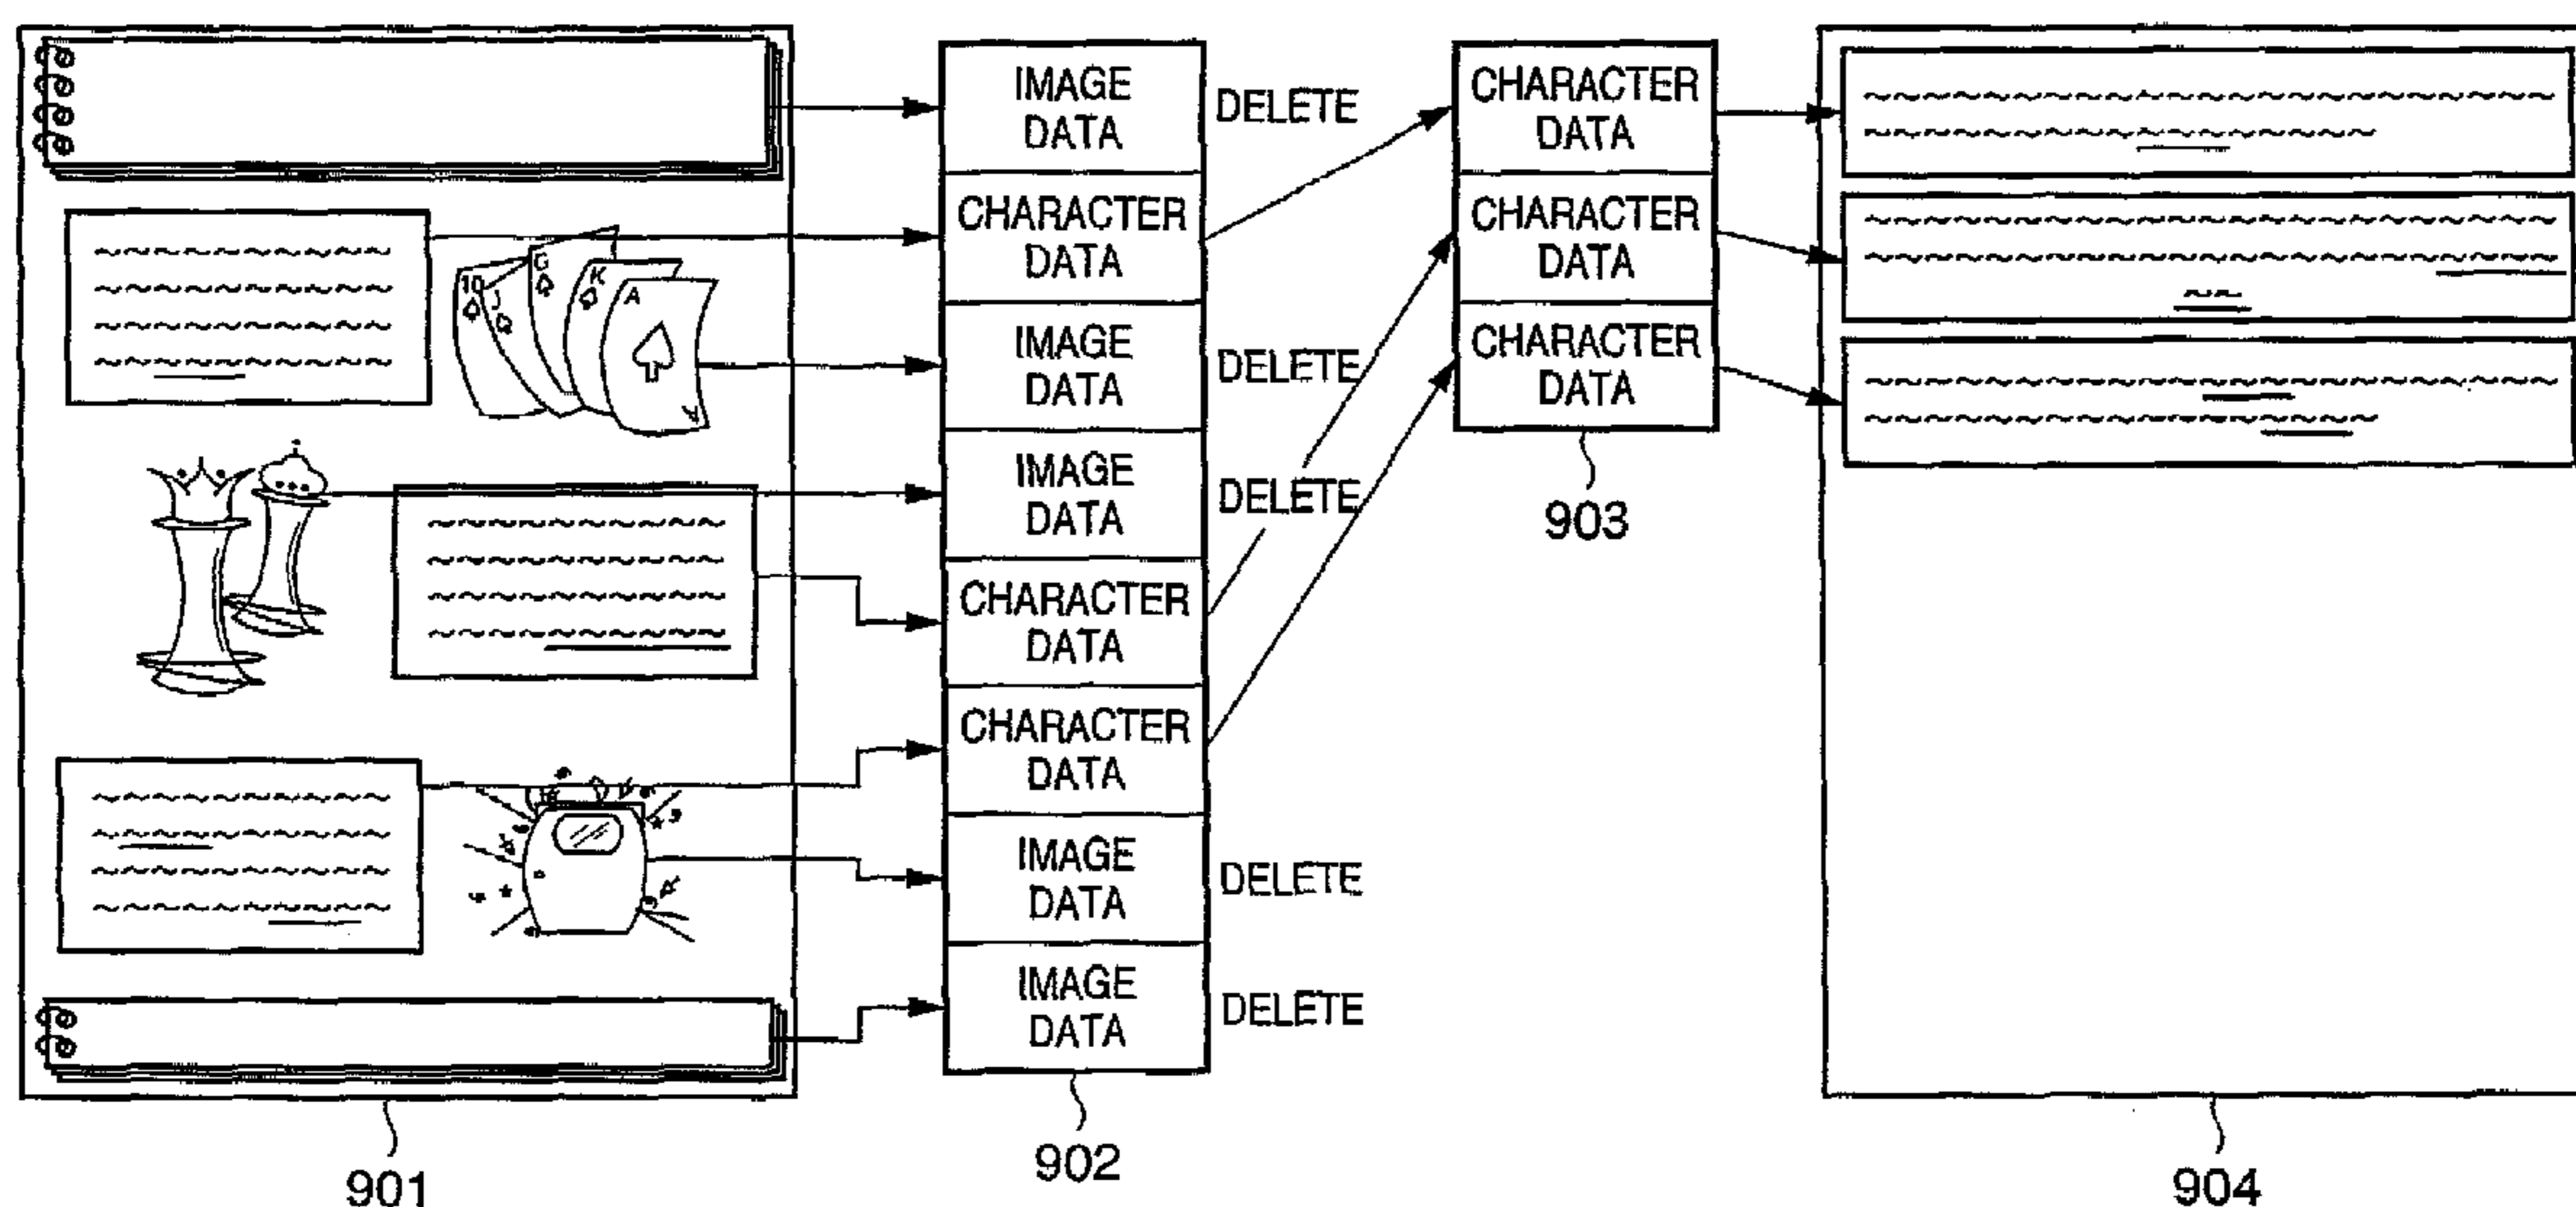 10
J
G
K
A
A
IMAGE
DATA
DELETE
CHARACTER
DATA
IMAGE
DATA
DELETE
IMAGE
DATA
DELETE
CHARACTER
DATA
CHARACTER
DATA
IMAGE
DATA
DELETE
IMAGE
DATA
DELETE
CHARACTER
DATA
CHARACTER
DATA
CHARACTER
DATA
901
902
903
904